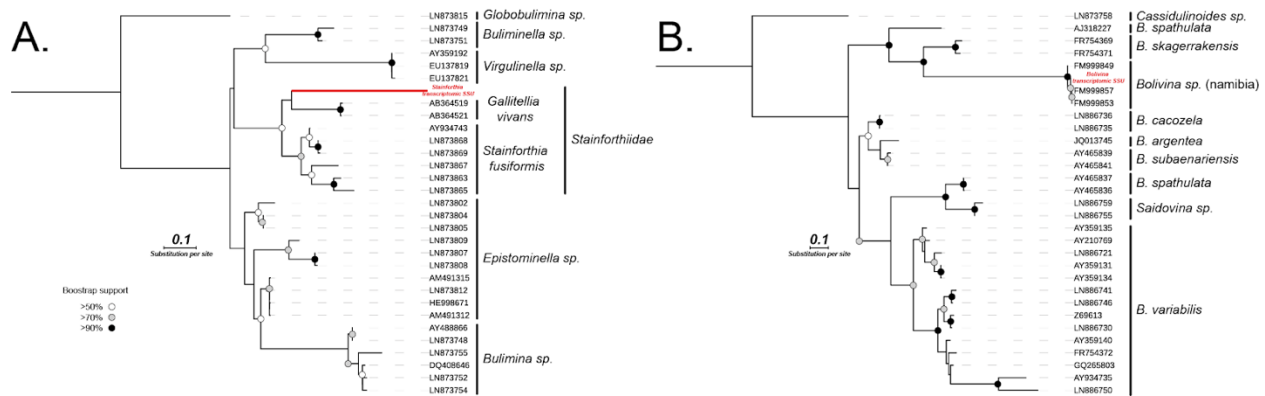 A.
LN873815
Globobulimina sp.
LN873749
LN873751
Buliminella sp.
AY359192
EU137819
EU137821
Virgulinella sp.
Stainforthia
transcriptomic SSU
AB364519
AB364521
Gallitellia
vivans
AY934743
LN873868
LN873869
LN873867
LN873863
LN873865
Stainforthia
fusiformis
Stainforthiidae
LN873802
LN873804
LN873805
LN873809
LN873807
LN873808
AM491315
LN873812
HE998671
AM491312
Epistominella sp.
AY488866
LN873748
LN873755
DQ408646
LN873752
LN873754
Bulimina sp.
0.1
Substitution per site
Boostrap support
>50%
>70%
>90%
B.
LN873758
Cassidulinoides sp.
AJ318227
B. spathulata
FR754369
FR754371
B. skagerrakensis
FM999849
Bolivina
transcriptomic SSU
FM999857
FM999853
Bolivina sp. (namibia)
LN886736
LN886735
B. cacozela
JQ013745
B. argentea
AY465839
AY465841
B. subaenariensis
AY465837
AY465836
B. spathulata
LN886759
LN886755
Saidovina sp.
AY359135
AY210769
LN886721
AY359131
AY359134
LN886741
LN886746
Z69613
LN886730
AY359140
FR754372
GQ265803
AY934735
LN886750
B. variabilis
0.1
Substitution per site